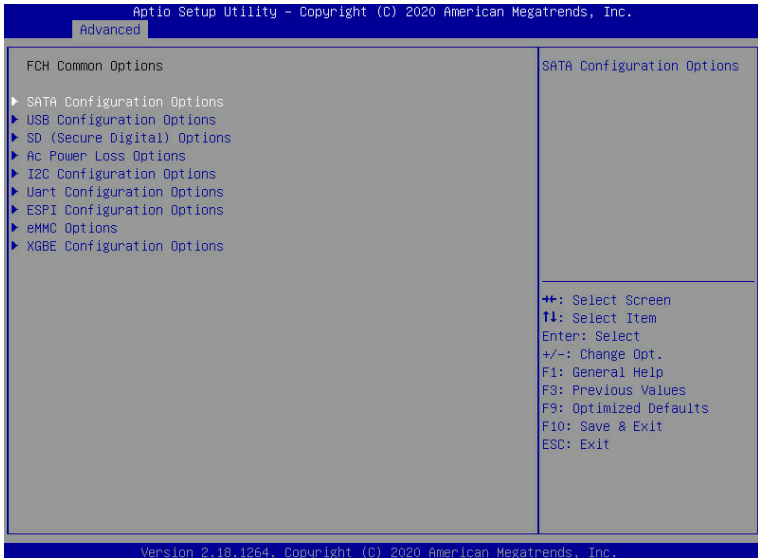 Aptio Setup Utility – Copyright (C) 2020 American Megatrends, Inc.
Advanced
FCH Common Options
SATA Configuration Options
USB Configuration Options
SD (Secure Digital) Options
Ac Power Loss Options
I2C Configuration Options
Uart Configuration Options
ESPI Configuration Options
eMMC Options
XGBE Configuration Options
SATA Configuration Options
→←: Select Screen
↑↓: Select Item
Enter: Select
+/-: Change Opt.
F1: General Help
F3: Previous Values
F9: Optimized Defaults
F10: Save & Exit
ESC: Exit
Version 2.18.1264. Copyright (C) 2020 American Megatrends, Inc.